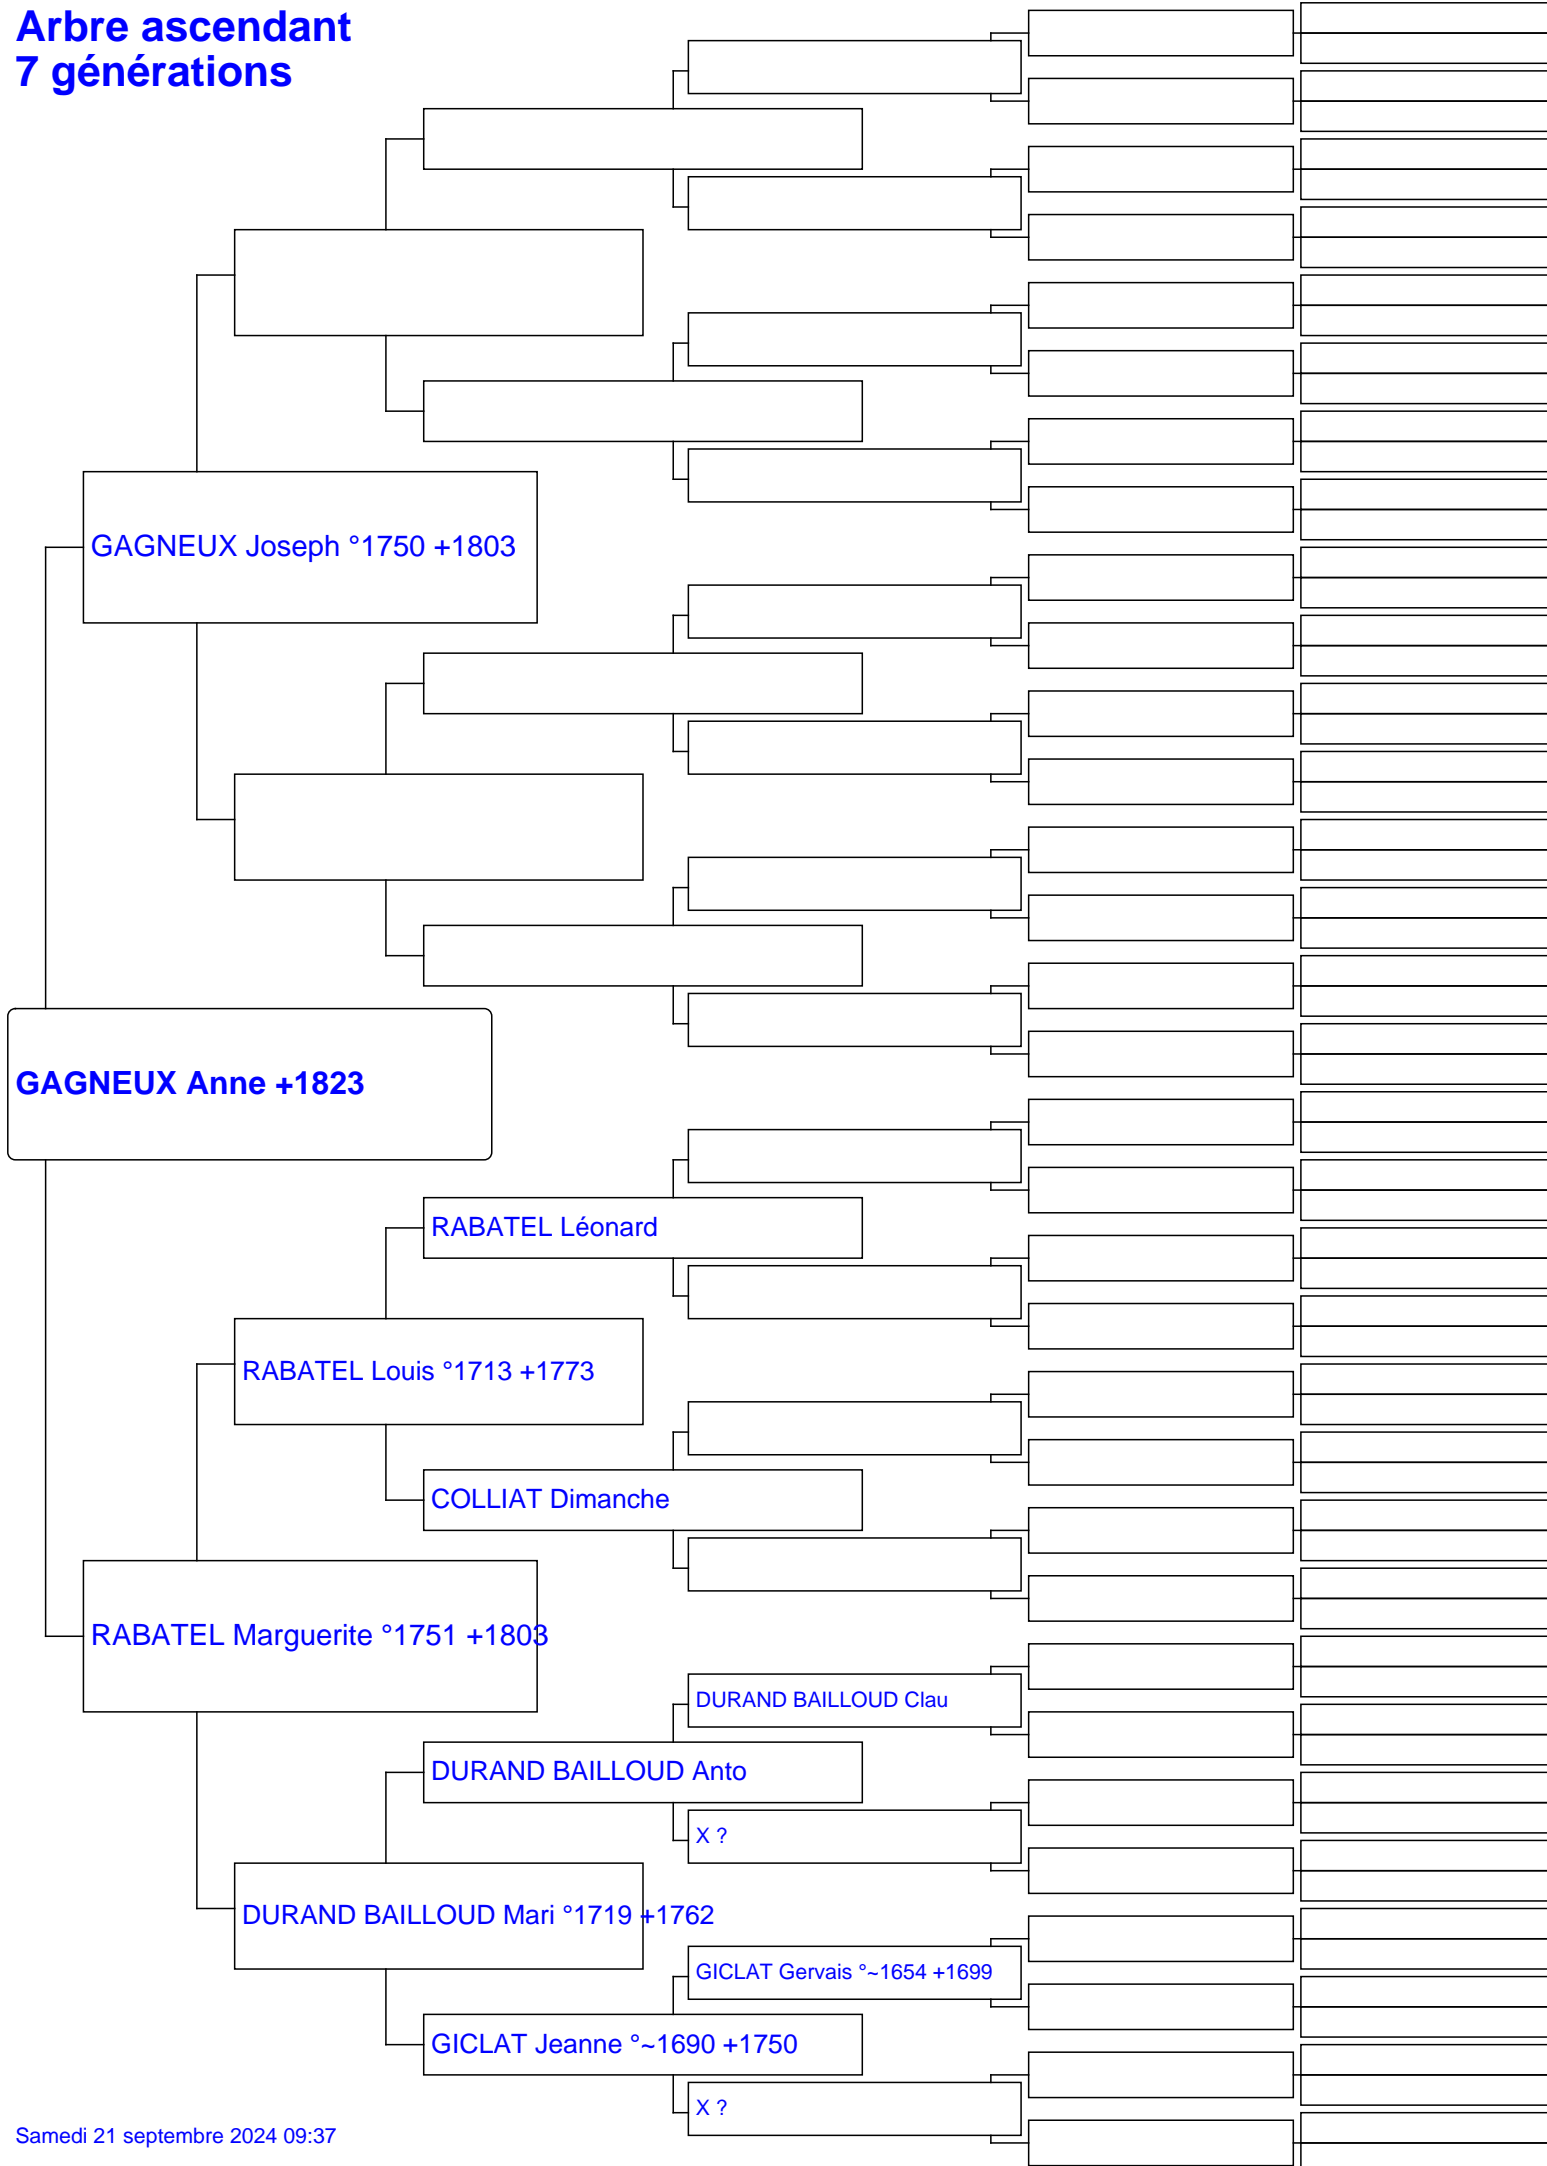 Arbre ascendant
7 générations
GAGNEUX Joseph °1750 +1803
GAGNEUX Anne +1823
RABATEL Léonard
RABATEL Louis °1713 +1773
COLLIAT Dimanche
RABATEL Marguerite °1751 +1803
DURAND BAILLOUD Clau
DURAND BAILLOUD Anto
X ?
DURAND BAILLOUD Mari °1719 +1762
GICLAT Gervais °~1654 +1699
GICLAT Jeanne °~1690 +1750
X ?
Samedi 21 septembre 2024 09:37